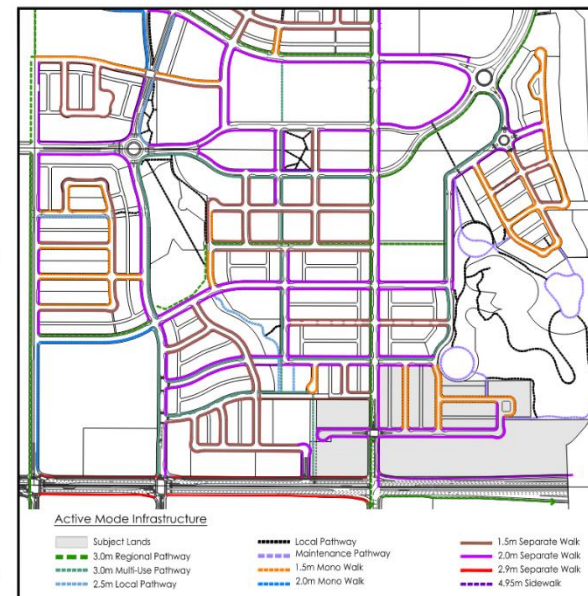 Active Mode Infrastructure
Subject Lands
3.0m Regional Pathway
3.0m Multi-Use Pathway
2.5m Local Pathway
Local Pathway
Maintenance Pathway
1.5m Mono Walk
2.0m Mono Walk
1.5m Separate Walk
2.0m Separate Walk
2.9m Separate Walk
4.95m Sidewalk